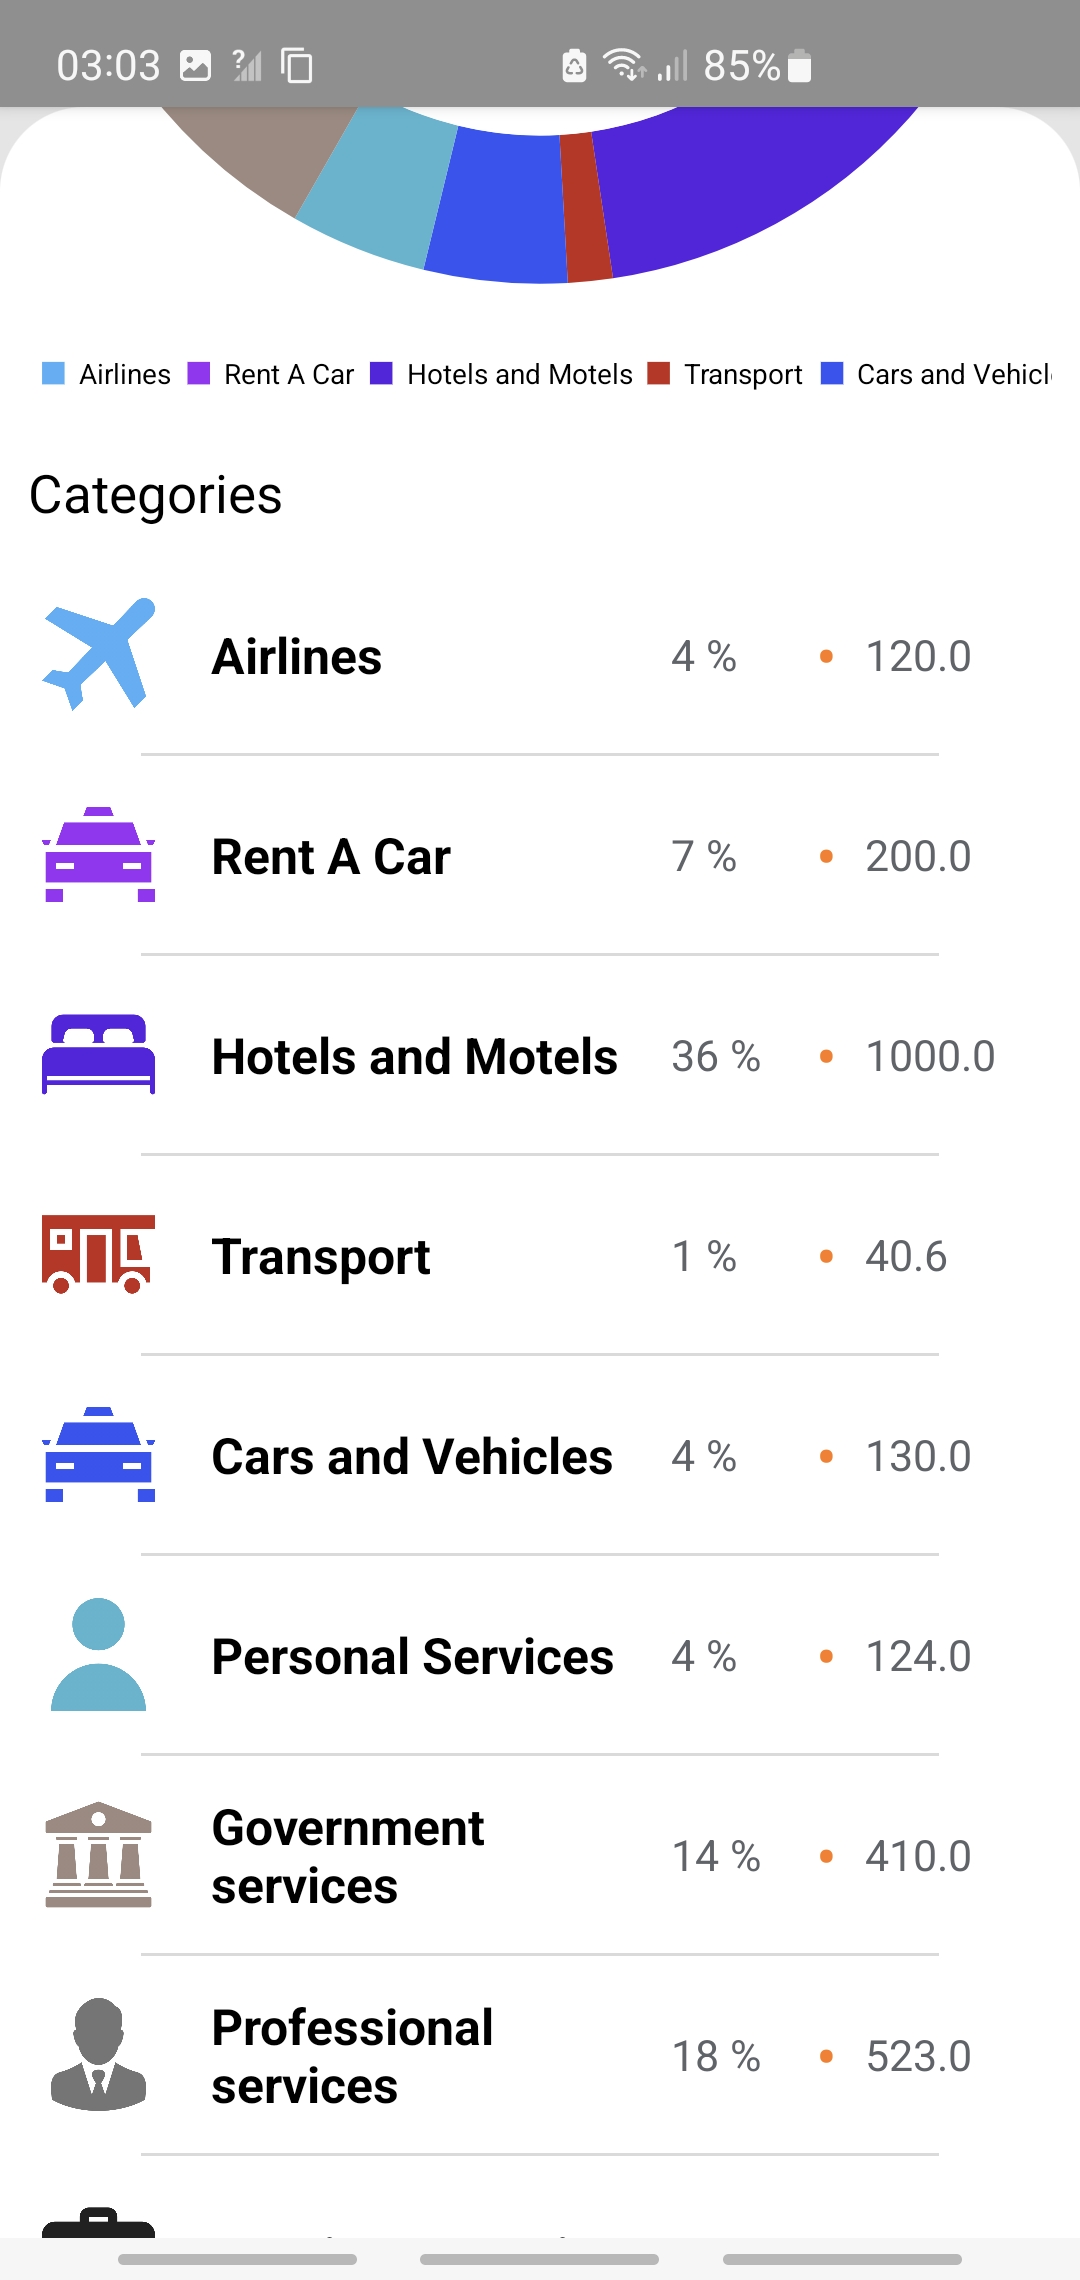 03:03 85%
Airlines Rent A Car Hotels and Motels Transport Cars and Vehicl
Categories
Airlines 4 % • 120.0
Rent A Car 7 % • 200.0
Hotels and Motels 36 % • 1000.0
Transport 1 % • 40.6
Cars and Vehicles 4 % • 130.0
Personal Services 4 % • 124.0
Government
services 14 % • 410.0
Professional
services 18 % • 523.0